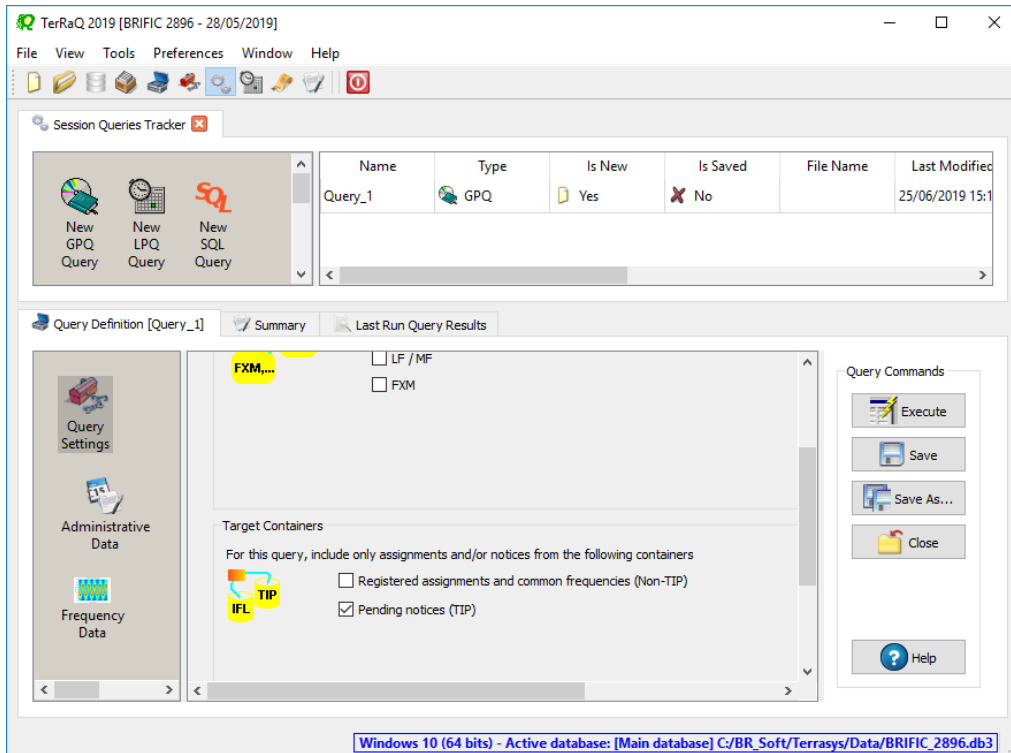 TerRaQ 2019 [BRIFIC 2896 - 28/05/2019]
File View Tools Preferences Window Help
Session Queries Tracker
New GPQ Query
New LPQ Query
SQL
New SQL Query
Name Type Is New Is Saved File Name Last Modified
Query_1 GPQ Yes No 25/06/2019 15:1
Query Definition [Query_1] Summary Last Run Query Results
Query Settings
Administrative Data
Frequency Data
FXM,...
LF / MF
FXM
Target Containers
For this query, include only assignments and/or notices from the following containers
IFL TIP
Registered assignments and common frequencies (Non-TIP)
Pending notices (TIP)
Query Commands
Execute
Save
Save As...
Close
Help
Windows 10 (64 bits) - Active database: [Main database] C:/BR_Soft/Terrasys/Data/BRIFIC_2896.db3